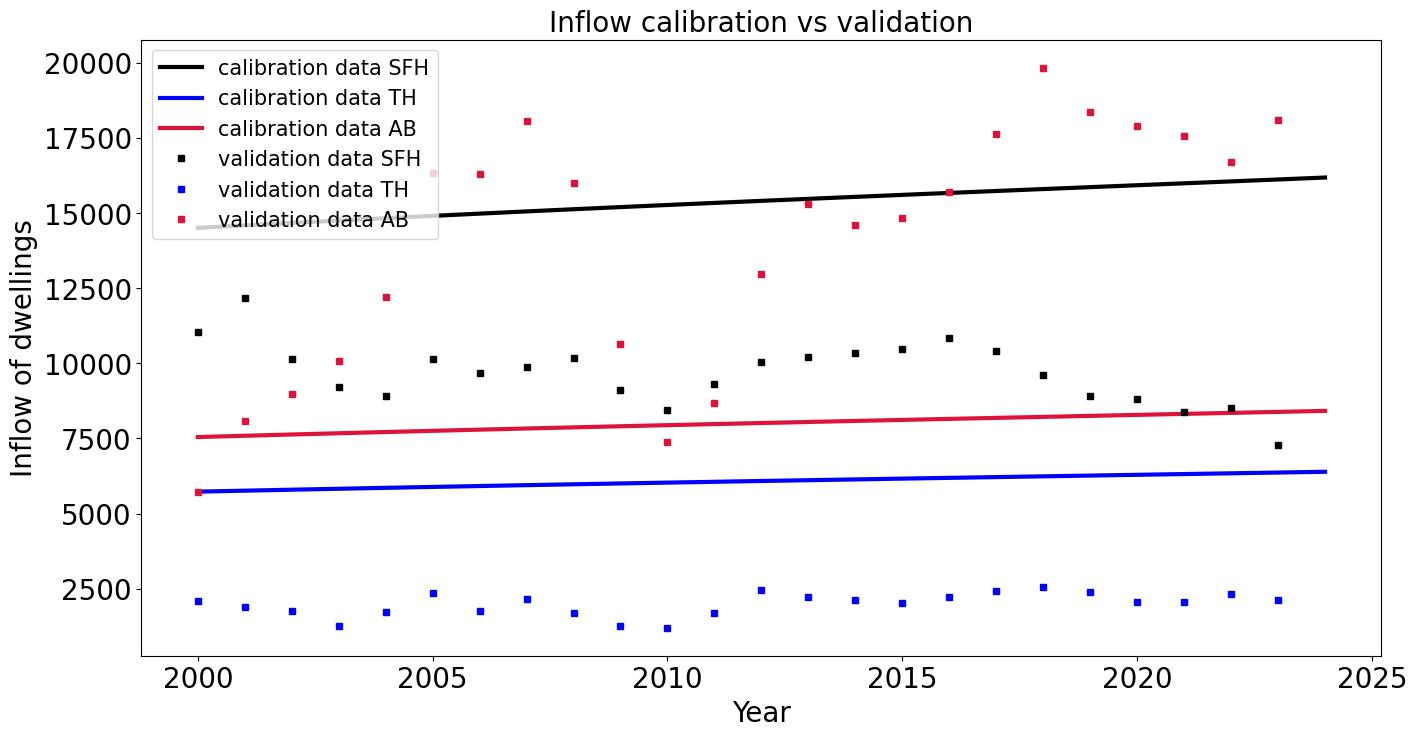 Inflow calibration vs validation
calibration data SFH
calibration data TH
calibration data AB
validation data SFH
validation data TH
validation data AB
20000
17500
15000
12500
10000
7500
5000
2500
Inflow of dwellings
2000 2005 2010 2015 2020 2025
Year